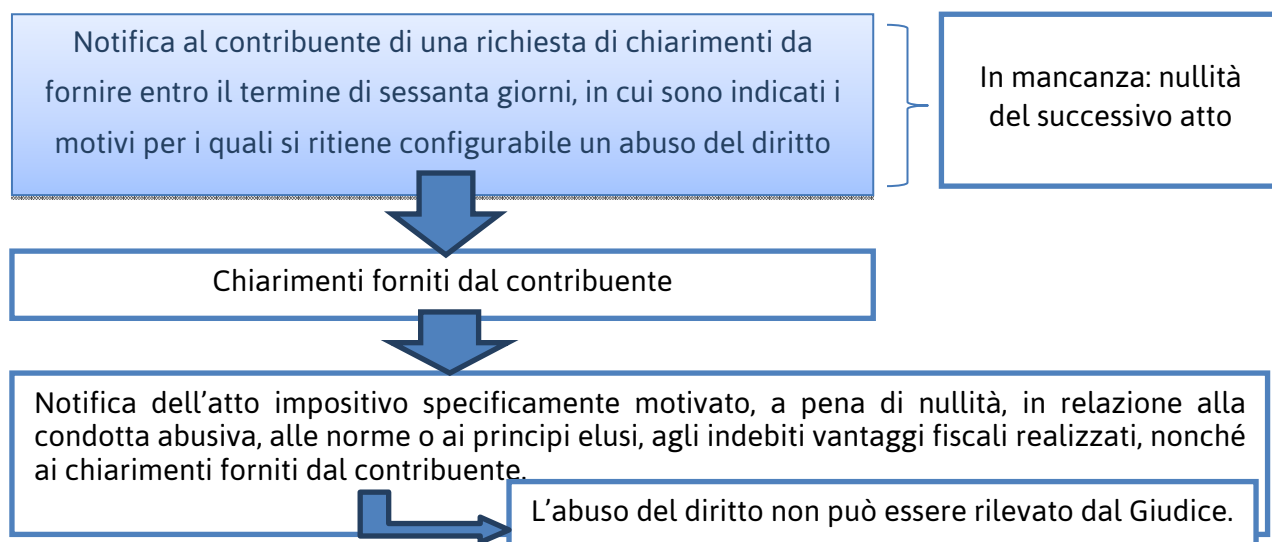 Notifica al contribuente di una richiesta di chiarimenti da
fornire entro il termine di sessanta giorni, in cui sono indicati i
motivi per i quali si ritiene configurabile un abuso del diritto
In mancanza: nullità
del successivo atto
Chiarimenti forniti dal contribuente
Notifica dell’atto impositivo specificamente motivato, a pena di nullità, in relazione alla
condotta abusiva, alle norme o ai principi elusi, agli indebiti vantaggi fiscali realizzati, nonché
ai chiarimenti forniti dal contribuente.
L’abuso del diritto non può essere rilevato dal Giudice.